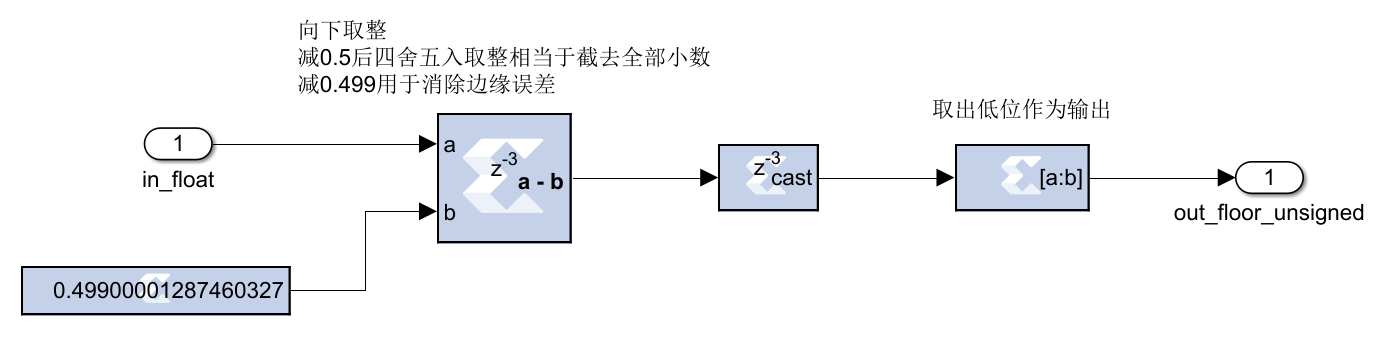 向下取整
减0.5后四舍五入取整相当于截去全部小数
减0.499用于消除边缘误差
取出低位作为输出
1
in_float
a
z-3
a - b
b
z-3
cast
[a:b]
1
out_floor_unsigned
0.49900001287460327